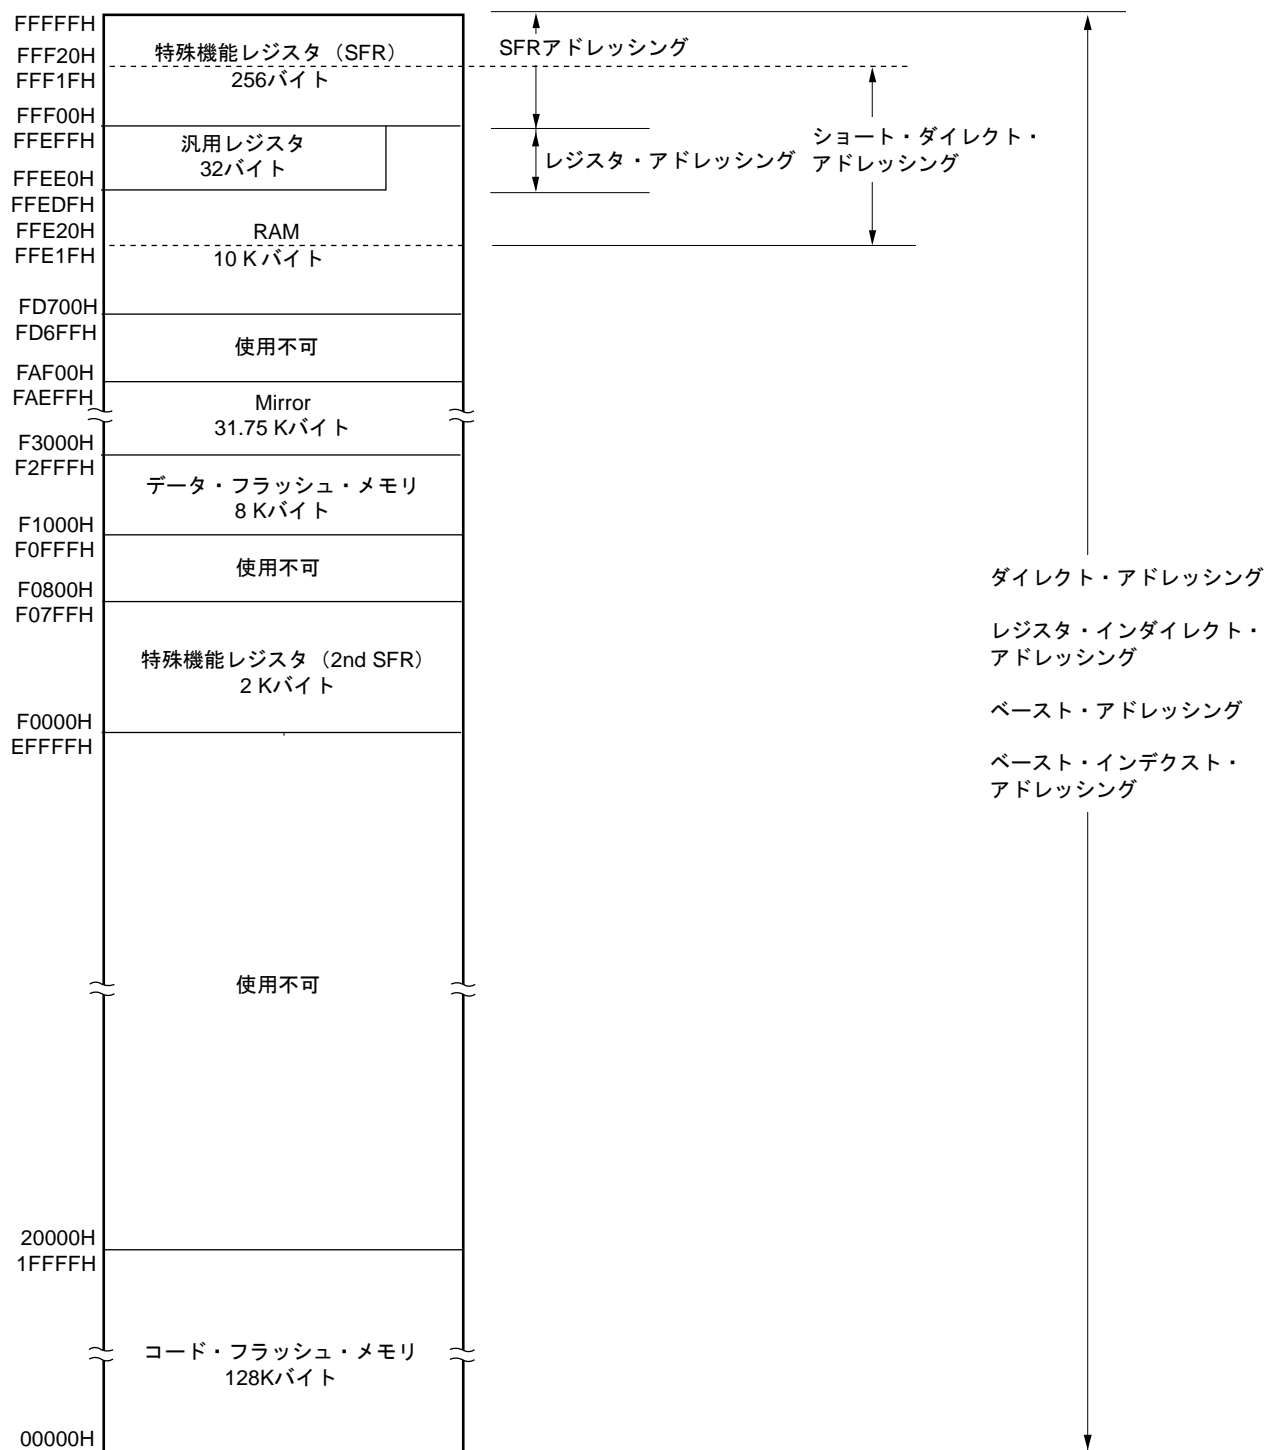 FFFFFH
特殊機能レジスタ（SFR）
SFRアドレッシング
FFF20H
FFF1FH
256バイト
FFF00H
FFEFFH
汎用レジスタ
32バイト
レジスタ・アドレッシング
ショート・ダイレクト・
アドレッシング
FFEE0H
FFEDFH
FFE20H
RAM
FFE1FH
10 Kバイト
FD700H
FD6FFH
使用不可
FAF00H
FAEFFH
Mirror
31.75 Kバイト
F3000H
F2FFFH
データ・フラッシュ・メモリ
8 Kバイト
F1000H
F0FFFH
使用不可
F0800H
F07FFH
特殊機能レジスタ（2nd SFR）
2 Kバイト
F0000H
EFFFFH
ダイレクト・アドレッシング
レジスタ・インダイレクト・
アドレッシング
ベースト・アドレッシング
ベースト・インデクスト・
アドレッシング
使用不可
20000H
1FFFFH
コード・フラッシュ・メモリ
128Kバイト
00000H